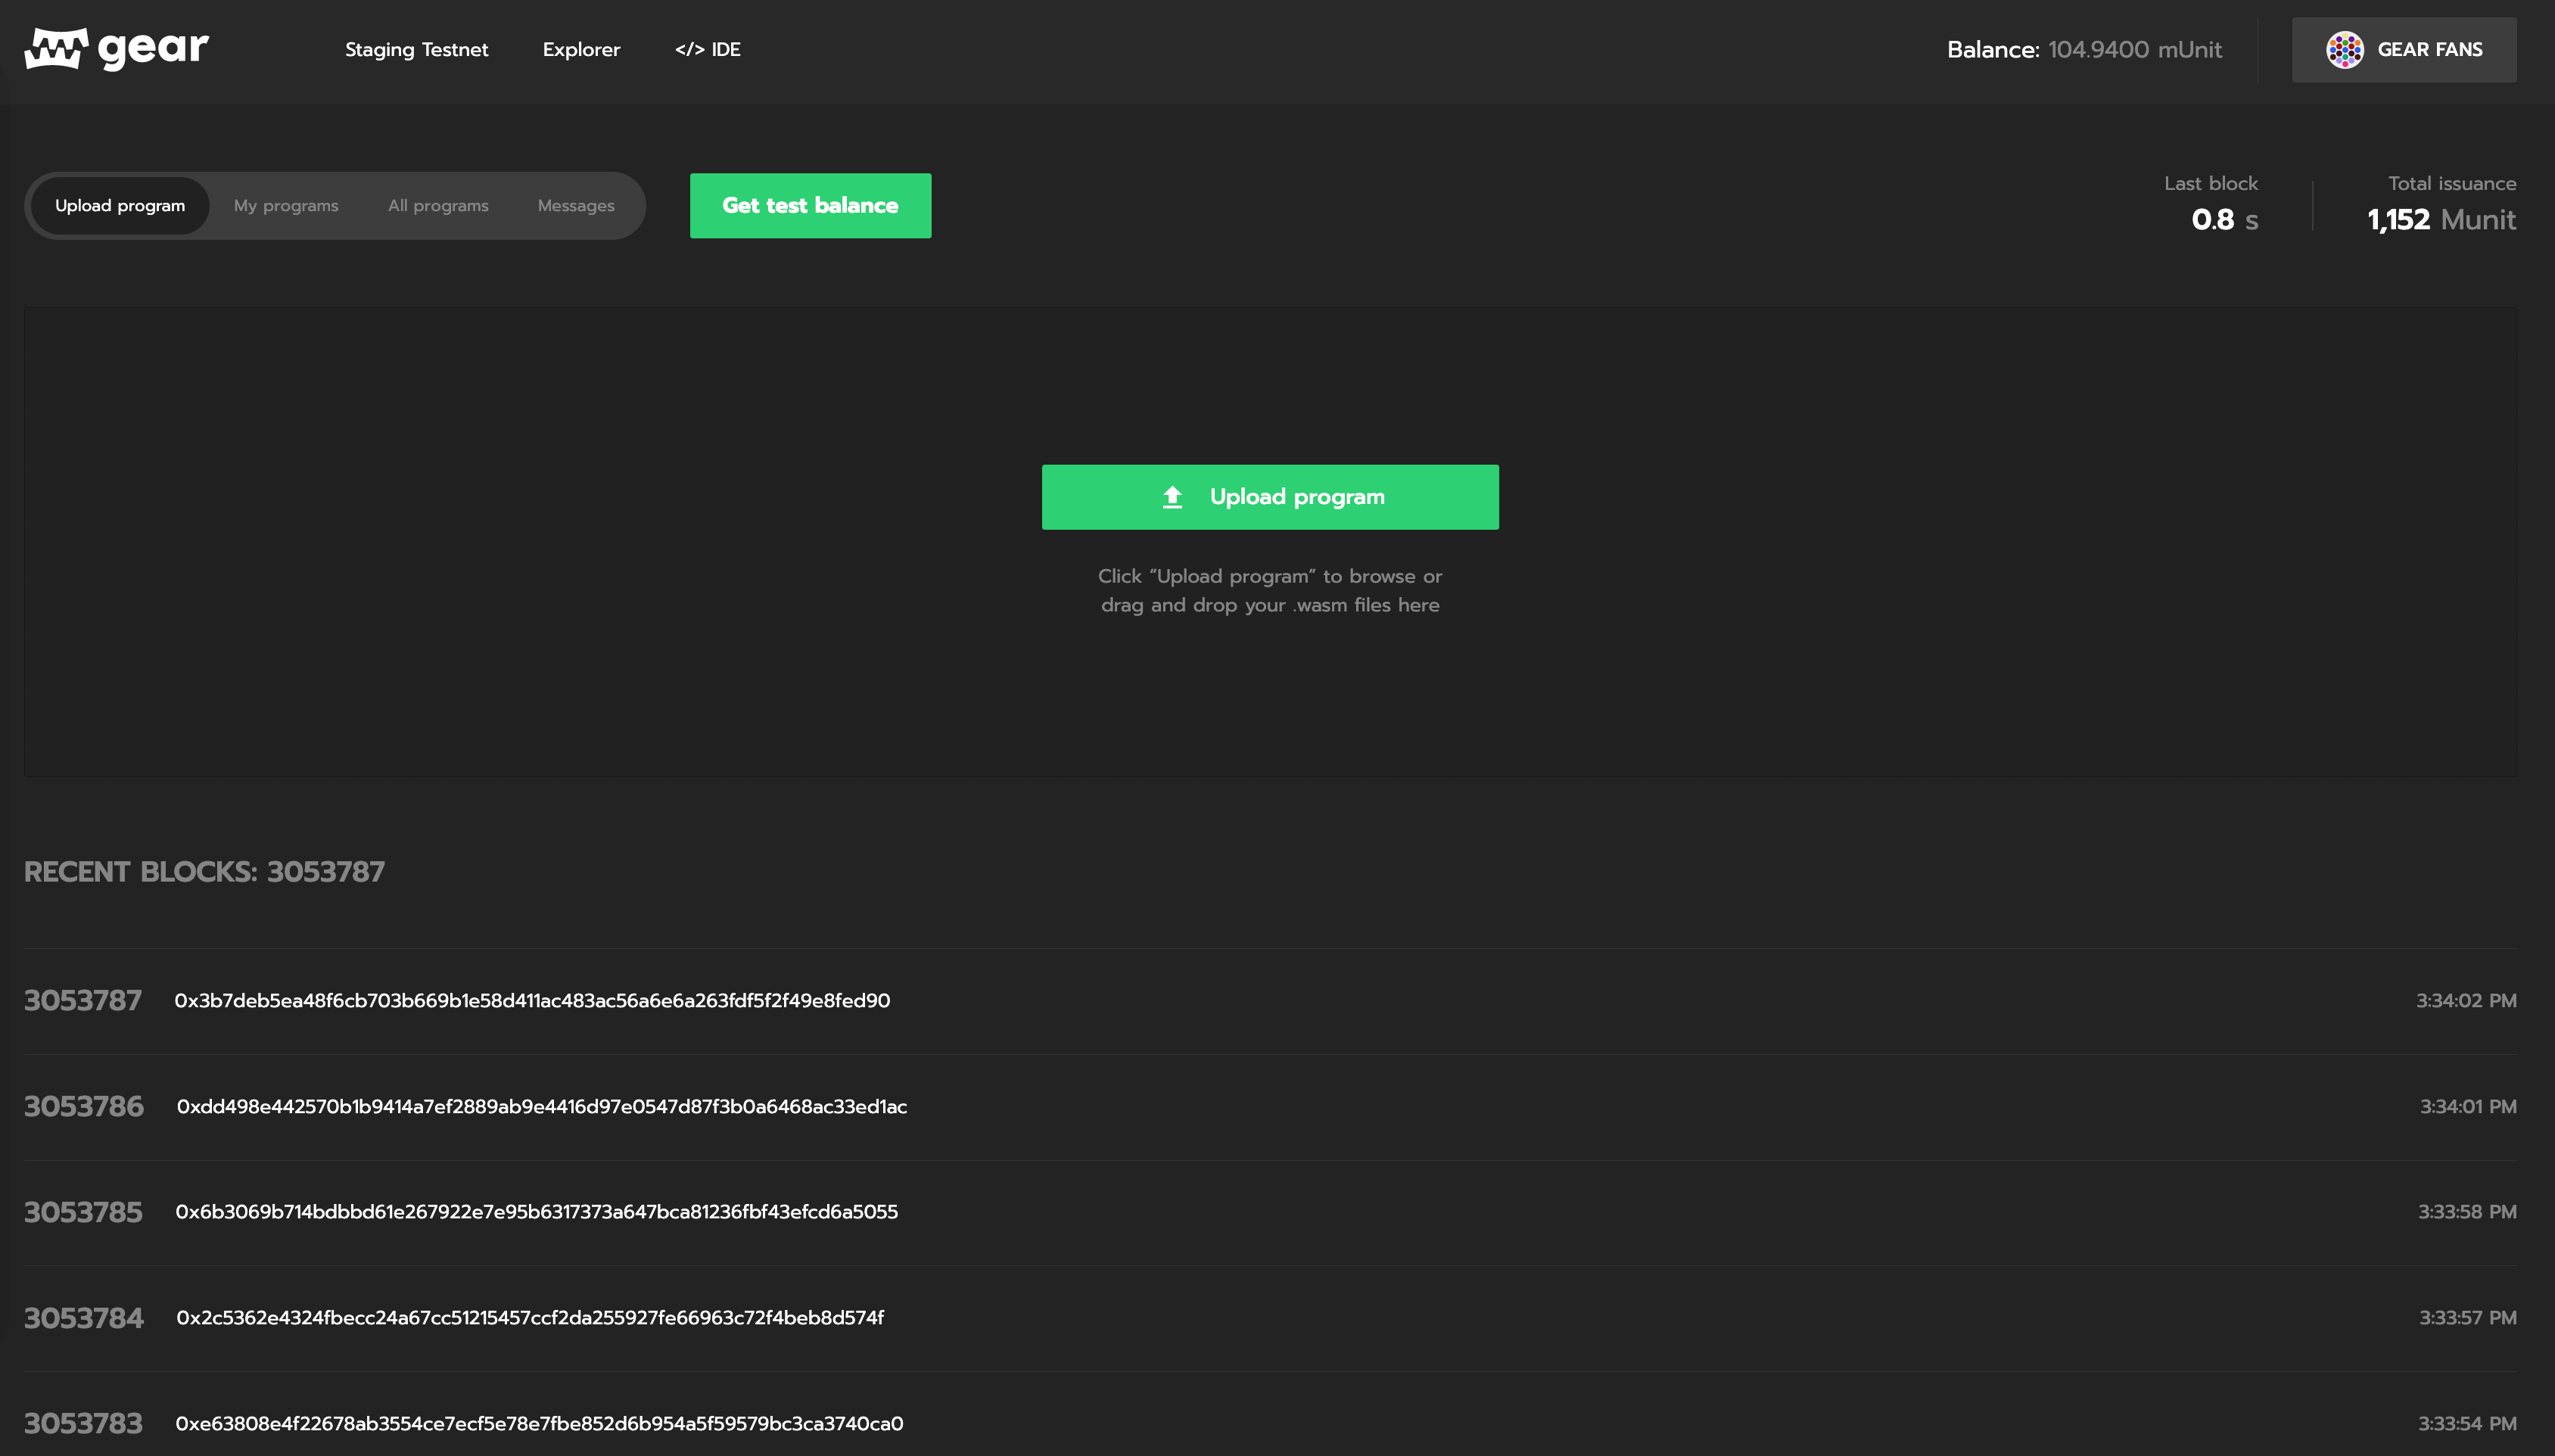 gear
Staging Testnet
Explorer
</> IDE
Balance: 104.9400 mUnit
GEAR FANS
Upload program
My programs
All programs
Messages
Get test balance
Last block
0.8 s
Total issuance
1,152 Munit
Upload program
Click “Upload program” to browse or
drag and drop your .wasm files here
RECENT BLOCKS: 3053787
3053787 0x3b7deb5ea48f6cb703b669b1e58d411ac483ac56a6e6a263fdf5f2f49e8fed90 3:34:02 PM
3053786 0xdd498e442570b1b9414a7ef2889ab9e4416d97e0547d87f3b0a6468ac33ed1ac 3:34:01 PM
3053785 0x6b3069b714bdbbd61e267922e7e95b6317373a647bca81236fbf43efcd6a5055 3:33:58 PM
3053784 0x2c5362e4324fbecc24a67cc51215457ccf2da255927fe66963c72f4beb8d574f 3:33:57 PM
3053783 0xe63808e4f22678ab3554ce7ecf5e78e7fbe852d6b954a5f59579bc3ca3740ca0 3:33:54 PM